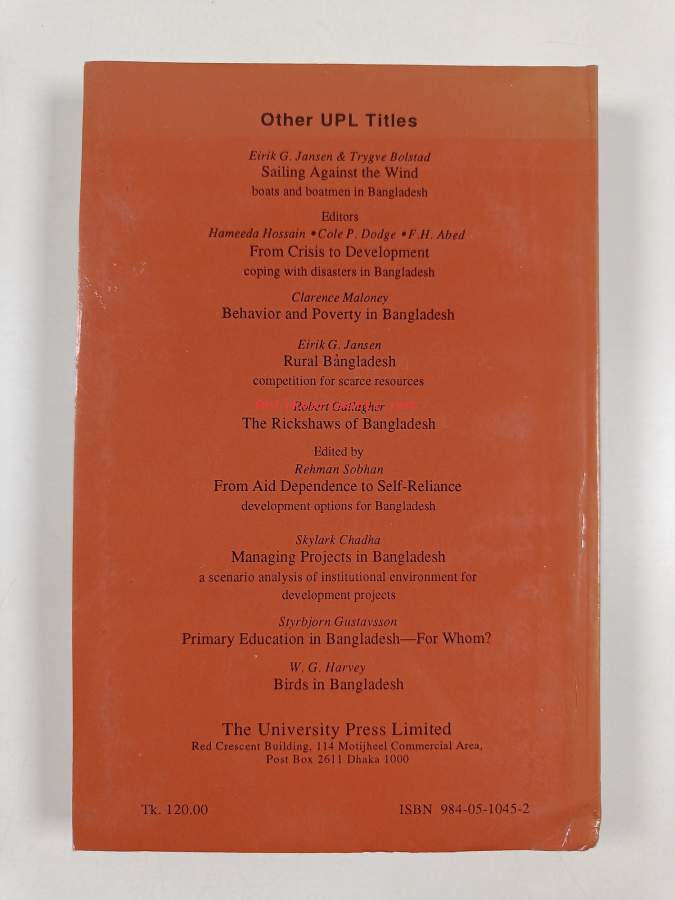 Other UPL Titles
Eirik G. Jansen & Trygve Bolstad
Sailing Against the Wind
boats and boatmen in Bangladesh
Editors
Hameeda Hossain • Cole P. Dodge • F.H. Abed
From Crisis to Development
coping with disasters in Bangladesh
Clarence Maloney
Behavior and Poverty in Bangladesh
Eirik G. Jansen
Rural Bangladesh
competition for scarce resources
Robert Gallagher
The Rickshaws of Bangladesh
Edited by
Rehman Sobhan
From Aid Dependence to Self-Reliance
development options for Bangladesh
Skylark Chadha
Managing Projects in Bangladesh
a scenario analysis of institutional environment for
development projects
Styrbjorn Gustavsson
Primary Education in Bangladesh—For Whom?
W. G. Harvey
Birds in Bangladesh
The University Press Limited
Red Crescent Building, 114 Motijheel Commercial Area,
Post Box 2611 Dhaka 1000
Tk. 120.00 ISBN 984-05-1045-2